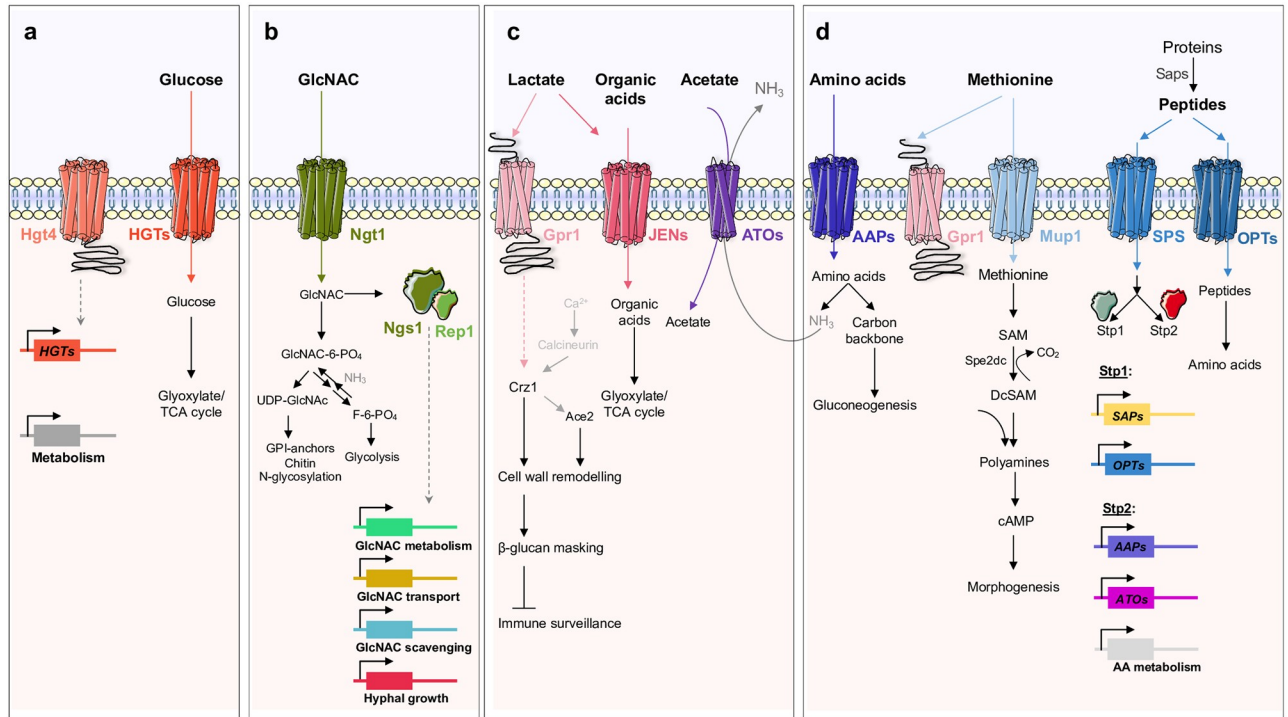 a
Glucose
Hgt4
HGTs
Glucose
HGTs
Glyoxylate/
TCA cycle
Metabolism
b
GlcNAC
Ngt1
GlcNAC
Ngs1
Rep1
GlcNAC-6-PO₄
NH₃
UDP-GlcNAc
F-6-PO₄
GPI-anchors
Chitin
N-glycosylation
Glycolysis
GlcNAC metabolism
GlcNAC transport
GlcNAC scavenging
Hyphal growth
c
Lactate
Organic
acids
Acetate
NH₃
Gpr1
JENs
ATOs
Ca²⁺
Calcineurin
Organic
acids
Acetate
Crz1
Ace2
Glyoxylate/
TCA cycle
Cell wall remodelling
β-glucan masking
Immune surveillance
d
Amino acids
Methionine
Proteins
Saps
Peptides
AAPs
Gpr1
Mup1
SPS
OPTs
Amino acids
NH₃
Carbon
backbone
Gluconeogenesis
Methionine
SAM
Spe2dc
CO₂
DcSAM
Polyamines
cAMP
Morphogenesis
Stp1
Stp2
Peptides
Amino acids
Stp1:
SAPs
OPTs
Stp2:
AAPs
ATOs
AA metabolism